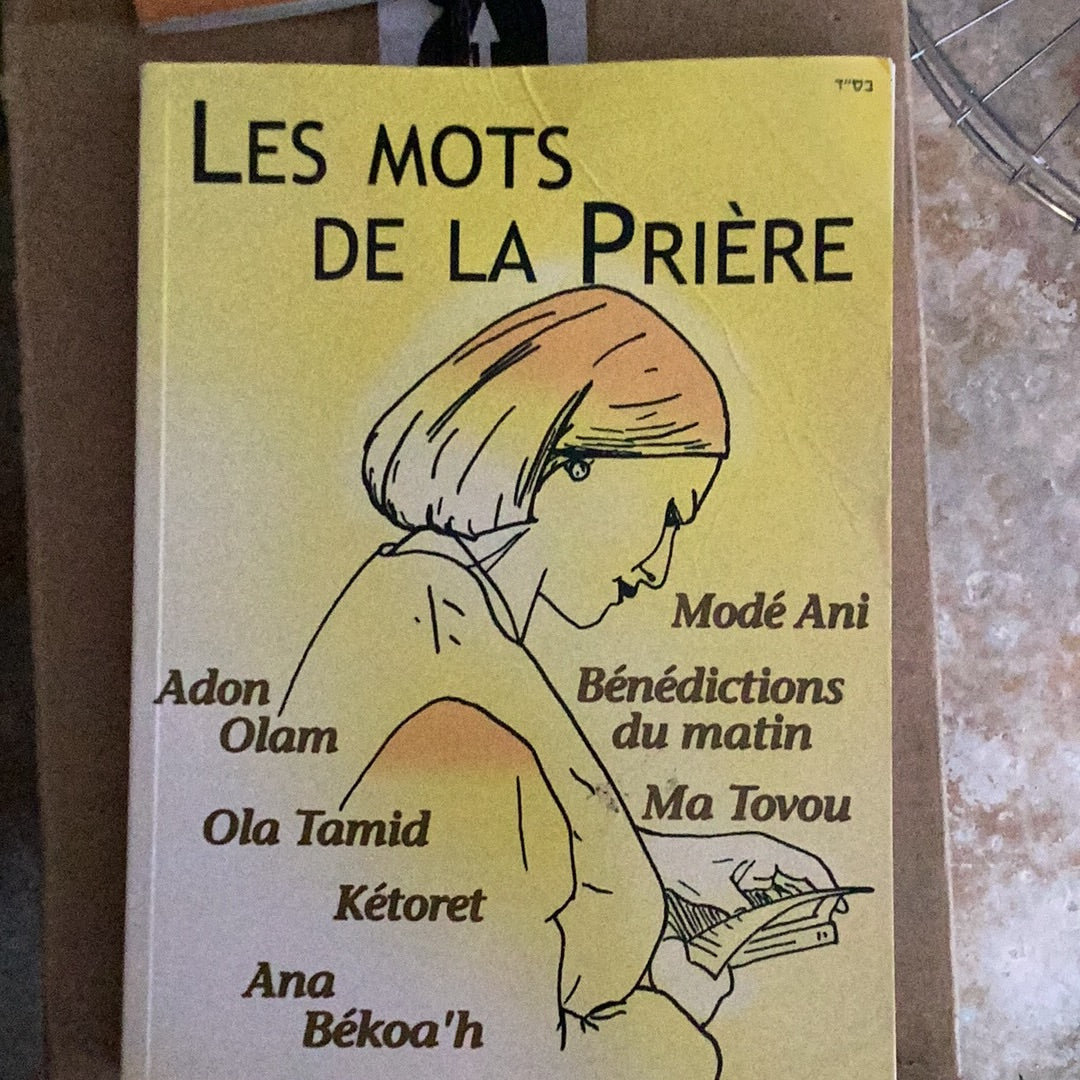 בס״ד
LES MOTS
DE LA PRIÈRE
Modé Ani
Adon
Olam
Bénédictions
du matin
Ma Tovou
Ola Tamid
Kétoret
Ana
Békoa'h